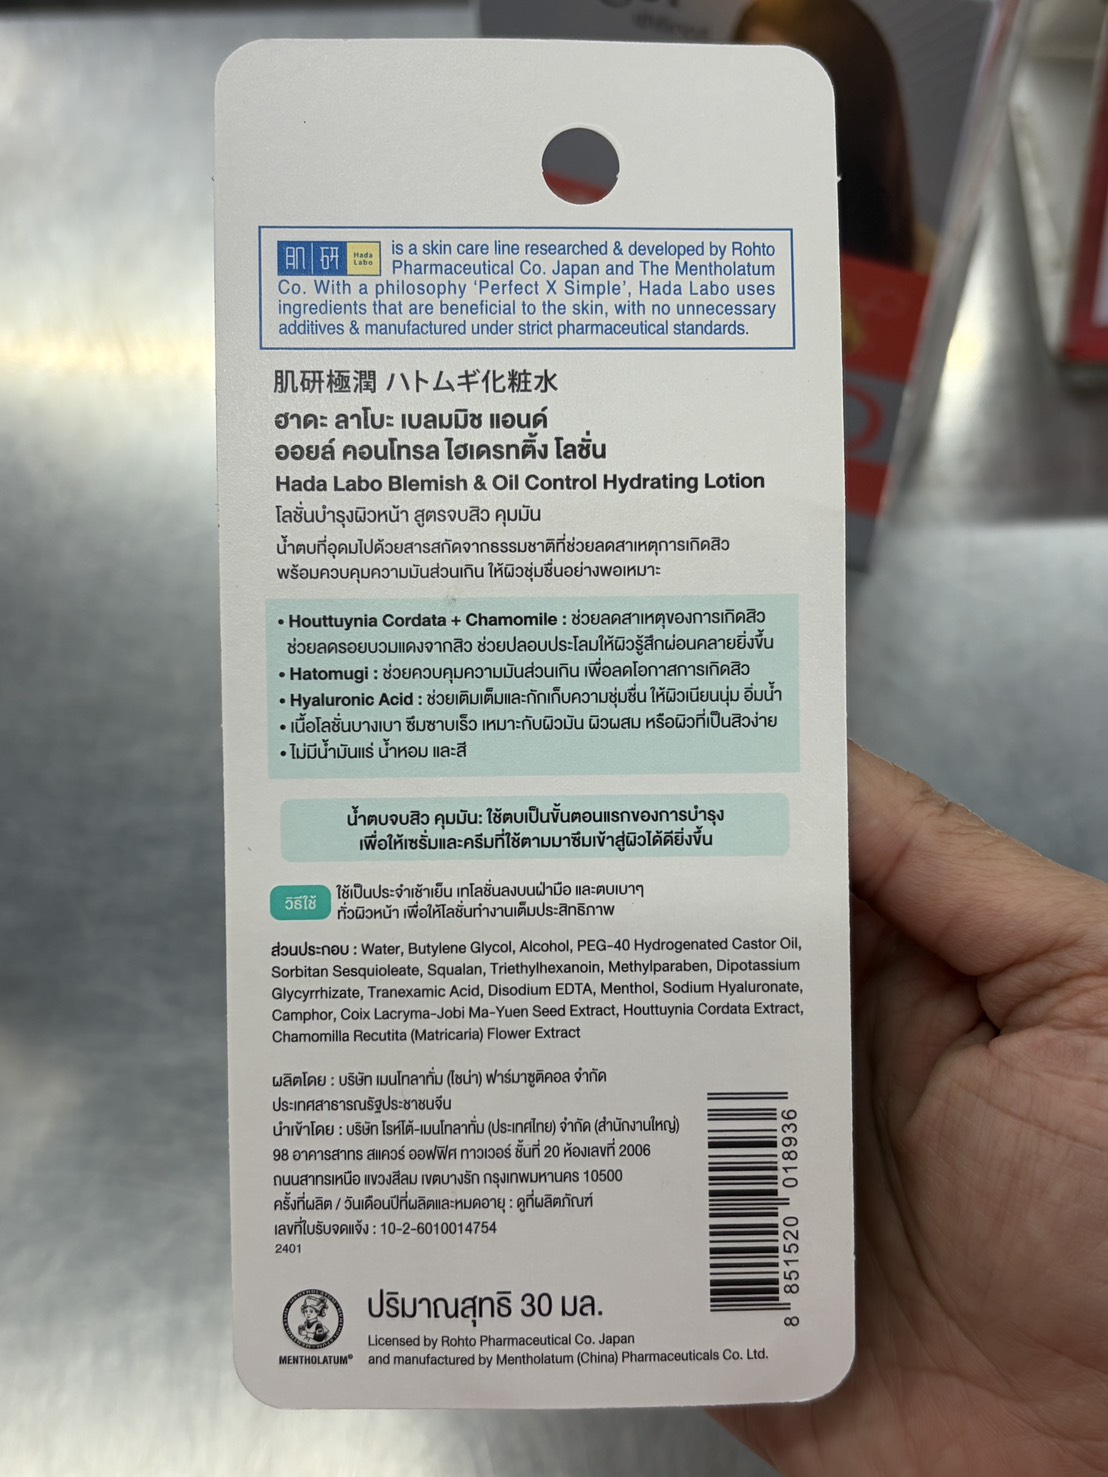 肌研 Hada Labo is a skin care line researched & developed by Rohto
Pharmaceutical Co. Japan and The Mentholatum
Co. With a philosophy 'Perfect X Simple', Hada Labo uses
ingredients that are beneficial to the skin, with no unnecessary
additives & manufactured under strict pharmaceutical standards.
肌研極潤 ハトムギ化粧水
ฮาดะ ลาโบะ เบลมมิช แอนด์
ออยล์ คอนโทรล ไฮเดรทติ้ง โลชั่น
Hada Labo Blemish & Oil Control Hydrating Lotion
โลชั่นบำรุงผิวหน้า สูตรจบสิว คุมมัน
น้ำตบที่อุดมไปด้วยสารสกัดจากธรรมชาติที่ช่วยลดสาเหตุการเกิดสิว
พร้อมควบคุมความมันส่วนเกิน ให้ผิวชุ่มชื่นอย่างพอเหมาะ
• Houttuynia Cordata + Chamomile : ช่วยลดสาเหตุของการเกิดสิว
ช่วยลดรอยบวมแดงจากสิว ช่วยปลอบประโลมให้ผิวรู้สึกผ่อนคลายยิ่งขึ้น
• Hatomugi : ช่วยควบคุมความมันส่วนเกิน เพื่อลดโอกาสการเกิดสิว
• Hyaluronic Acid : ช่วยเติมเต็มและกักเก็บความชุ่มชื่น ให้ผิวเนียนนุ่ม อิ่มน้ำ
• เนื้อโลชั่นบางเบา ซึมซาบเร็ว เหมาะกับผิวมัน ผิวผสม หรือผิวที่เป็นสิวง่าย
• ไม่มีน้ำมันแร่ น้ำหอม และสี
น้ำตบจบสิว คุมมัน: ใช้ตบเป็นขั้นตอนแรกของการบำรุง
เพื่อให้เซรั่มและครีมที่ใช้ตามมาซึมเข้าสู่ผิวได้ดียิ่งขึ้น
วิธีใช้ ใช้เป็นประจำเช้าเย็น เทโลชั่นลงบนฝ่ามือ และตบเบาๆ
ทั่วผิวหน้า เพื่อให้โลชั่นทำงานเต็มประสิทธิภาพ
ส่วนประกอบ : Water, Butylene Glycol, Alcohol, PEG-40 Hydrogenated Castor Oil,
Sorbitan Sesquioleate, Squalan, Triethylhexanoin, Methylparaben, Dipotassium
Glycyrrhizate, Tranexamic Acid, Disodium EDTA, Menthol, Sodium Hyaluronate,
Camphor, Coix Lacryma-Jobi Ma-Yuen Seed Extract, Houttuynia Cordata Extract,
Chamomilla Recutita (Matricaria) Flower Extract
ผลิตโดย : บริษัท เมนโทลาทั่ม (ไชน่า) ฟาร์มาซูติคอล จำกัด
ประเทศสาธารณรัฐประชาชนจีน
นำเข้าโดย : บริษัท โรห์โต้-เมนโทลาทั่ม (ประเทศไทย) จำกัด (สำนักงานใหญ่)
98 อาคารสาทร สแควร์ ออฟฟิศ ทาวเวอร์ ชั้นที่ 20 ห้องเลขที่ 2006
ถนนสาทรเหนือ แขวงสีลม เขตบางรัก กรุงเทพมหานคร 10500
ครั้งที่ผลิต / วันเดือนปีที่ผลิตและหมดอายุ : ดูที่ผลิตภัณฑ์
เลขที่ใบรับจดแจ้ง : 10-2-6010014754
2401
8 851520 018936
ปริมาณสุทธิ 30 มล.
Licensed by Rohto Pharmaceutical Co. Japan
and manufactured by Mentholatum (China) Pharmaceuticals Co. Ltd.
MENTHOLATUM®